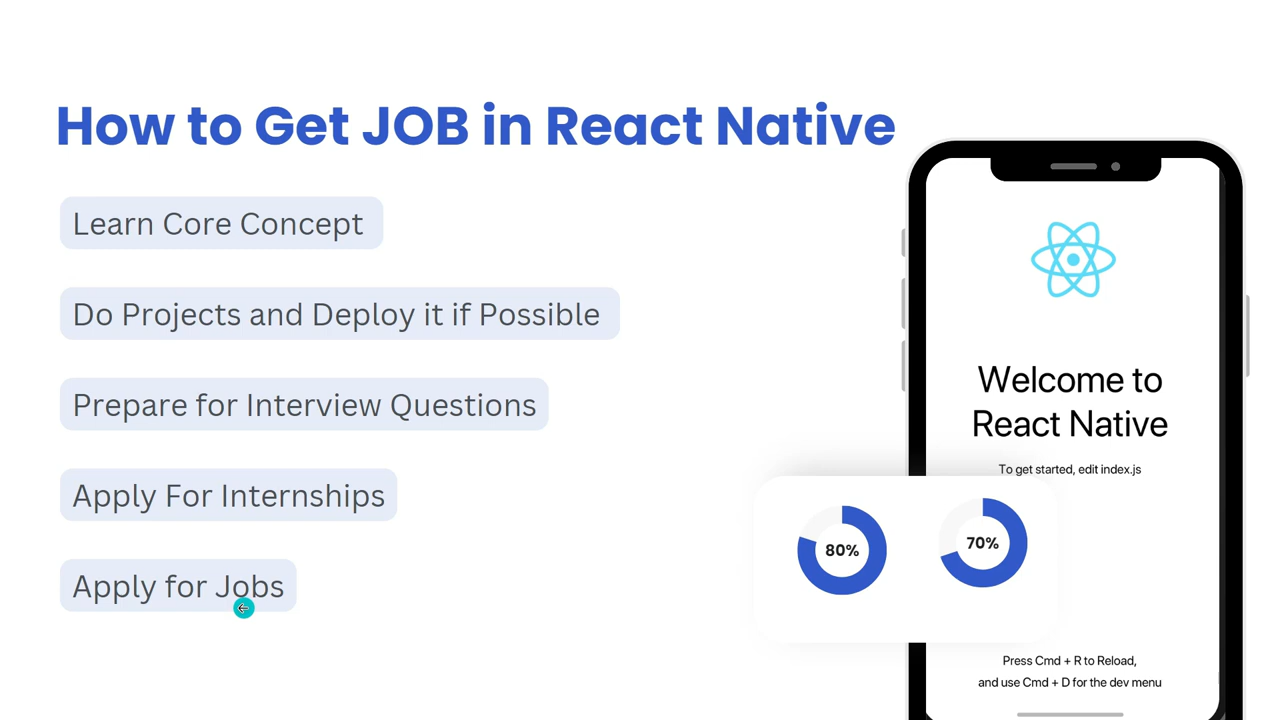 How to Get JOB in React Native
Learn Core Concept
Do Projects and Deploy it if Possible
Prepare for Interview Questions
Apply For Internships
Apply for Jobs
Welcome to
React Native
To get started, edit index.js
80%
70%
Press Cmd + R to Reload,
and use Cmd + D for the dev menu